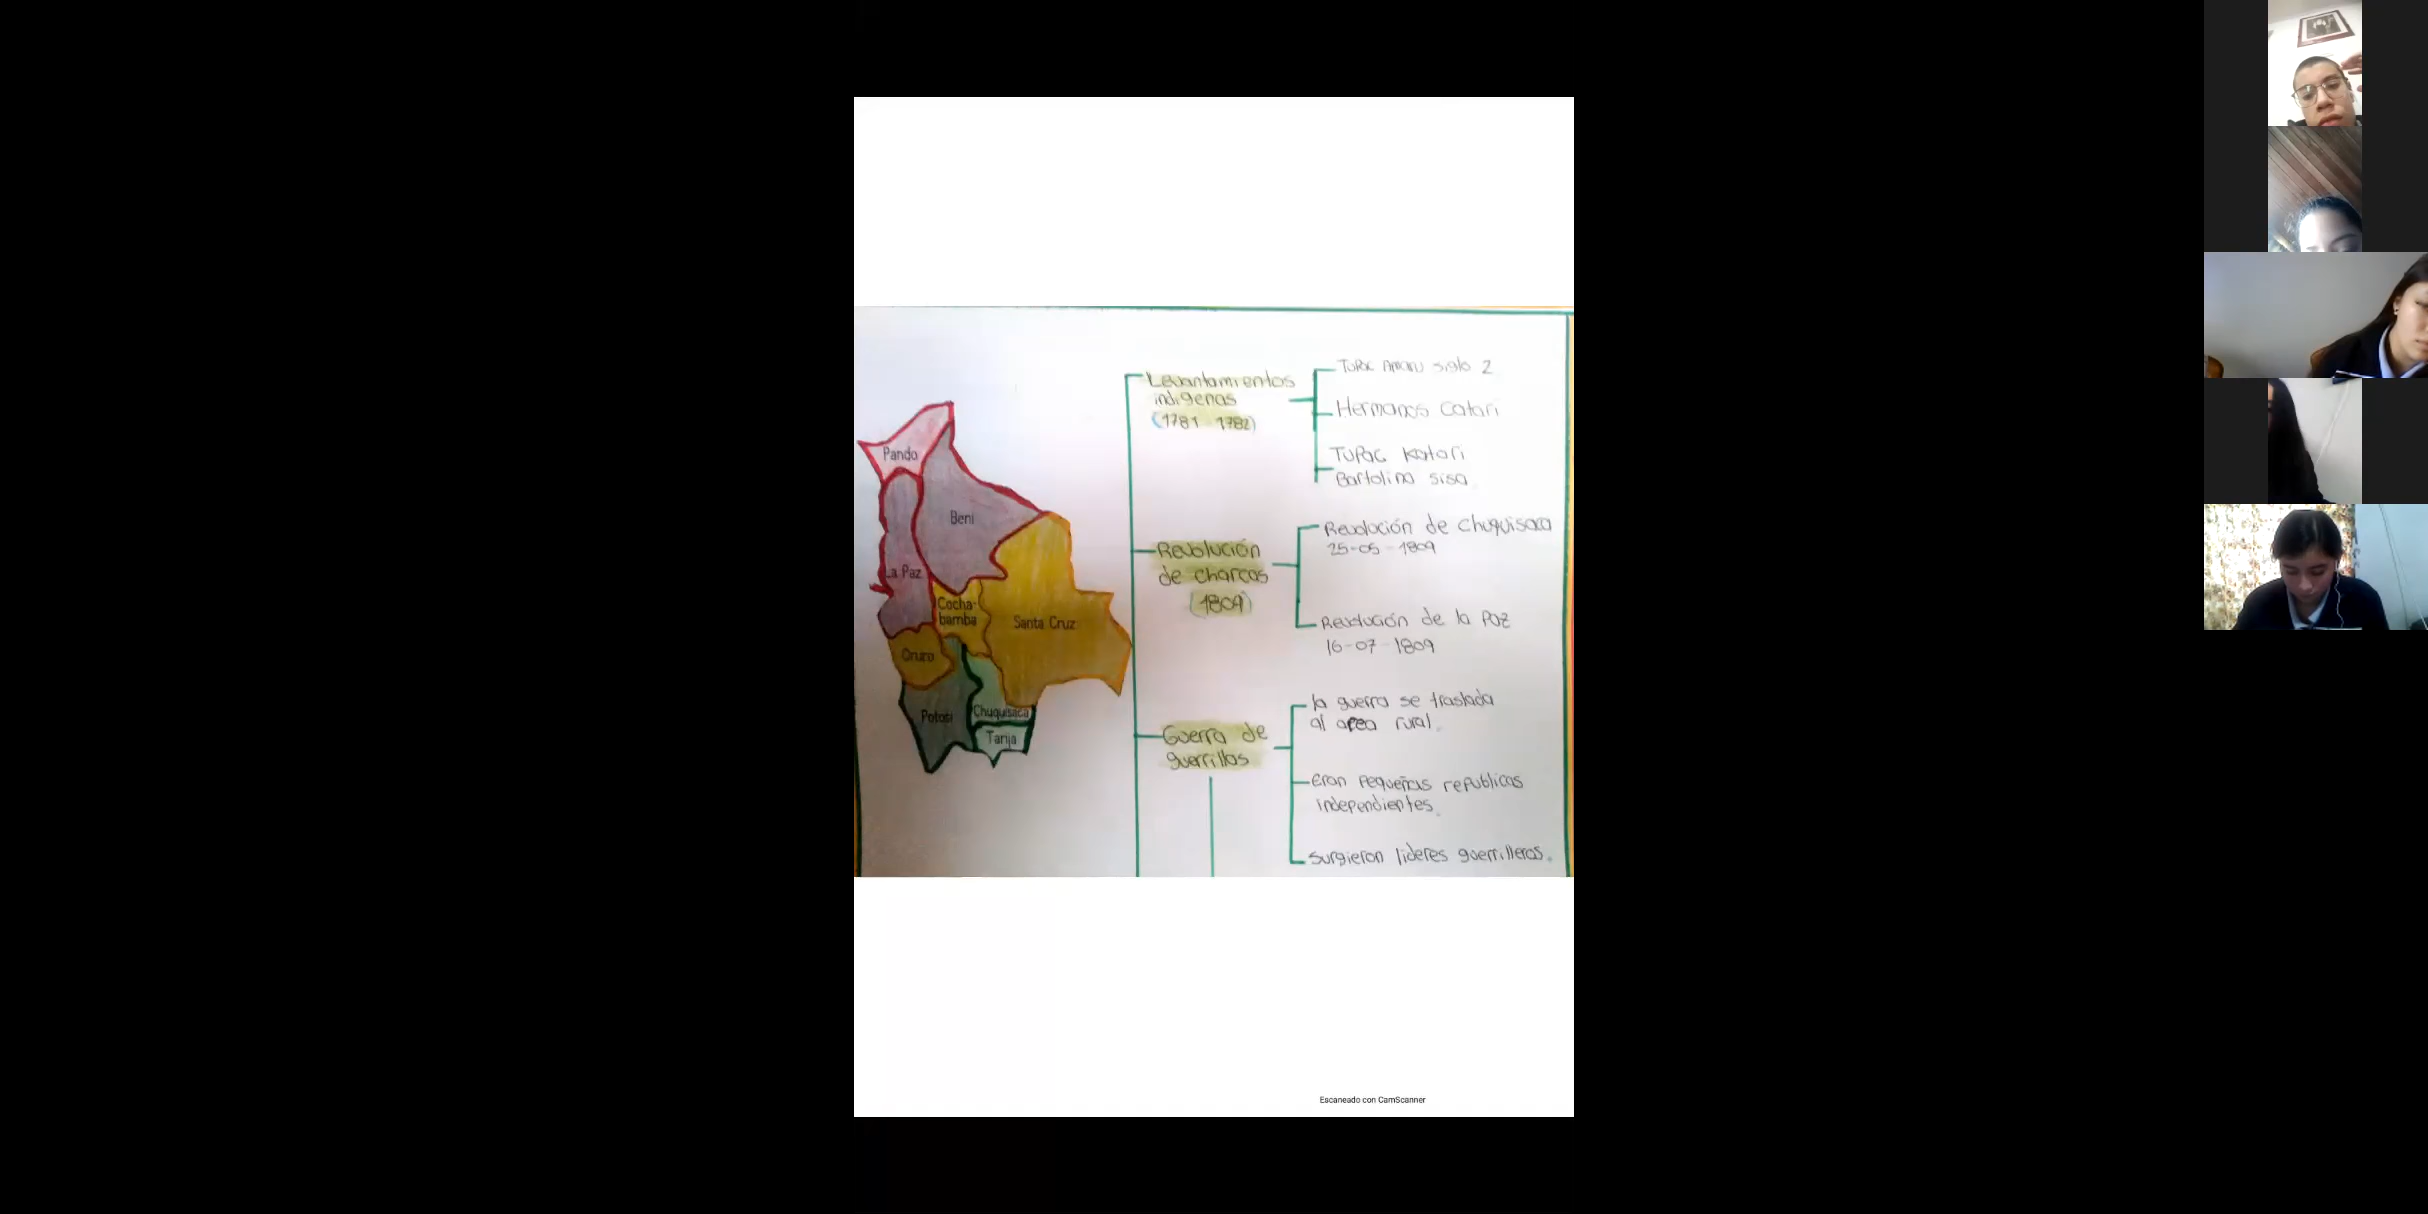 Pando
Beni
La Paz
Cocha-
bamba
Santa Cruz
Oruro
Potosí
Chuquisaca
Tarija
Levantamientos
indigenas
(1781 - 1782)
Tupac Amaru siglo 2
Hermanos Catari
Tupac Katari
Bartolina sisa.
Revolución
de charcas
(1809)
Revolución de Chuquisaca
25-05-1809
Revolución de la Paz
16-07-1809
Guerra de
guerrillas
la guerra se traslada
al area rural.
eran pequeñas republicas
independientes.
surgieron lideres guerrilleros.
Escaneado con CamScanner